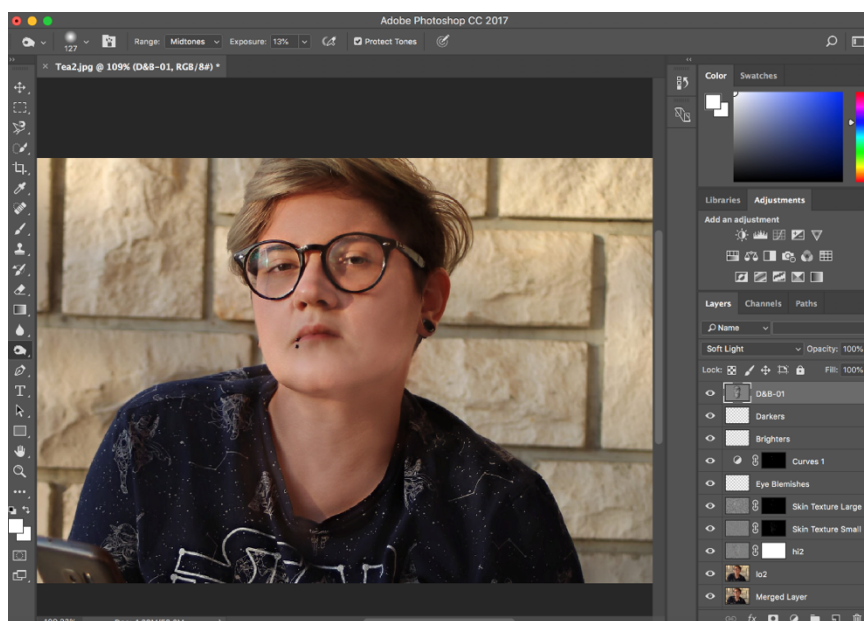 Adobe Photoshop CC 2017
127 Range: Midtones Exposure: 13% Protect Tones
× Tea2.jpg @ 109% (D&B-01, RGB/8#) *
Color Swatches
Libraries Adjustments
Add an adjustment
Layers Channels Paths
Name
Soft Light Opacity: 100%
Lock: Fill: 100%
D&B-01
Darkers
Brighters
Curves 1
Eye Blemishes
Skin Texture Large
Skin Texture Small
hi2
lo2
Merged Layer